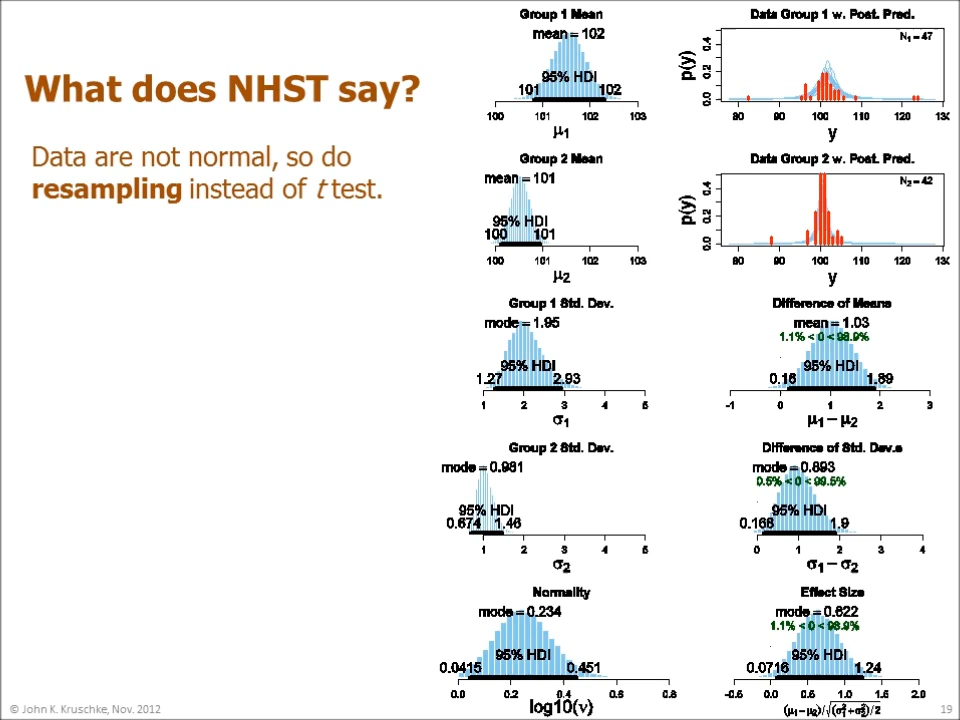 What does NHST say?
Data are not normal, so do
resampling instead of t test.
Group 1 Mean
mean = 102
95% HDI
101 102
100 101 102 103
μ1
Data Group 1 w. Post. Pred.
N1 = 47
p(y)
0.0 0.2 0.4
80 90 100 110 120 130
y
Group 2 Mean
mean = 101
95% HDI
100 101
100 101 102 103
μ2
Data Group 2 w. Post. Pred.
N2 = 42
p(y)
0.0 0.2 0.4
80 90 100 110 120 130
y
Group 1 Std. Dev.
mode = 1.95
95% HDI
1.27 2.93
1 2 3 4 5
σ1
Difference of Means
mean = 1.03
1.1% < 0 < 98.9%
95% HDI
0.16 1.89
-1 0 1 2 3
μ1 − μ2
Group 2 Std. Dev.
mode = 0.981
95% HDI
0.674 1.46
1 2 3 4 5
σ2
Difference of Std. Dev.s
mode = 0.893
0.5% < 0 < 99.5%
95% HDI
0.168 1.9
0 1 2 3 4
σ1 − σ2
Normality
mode = 0.234
95% HDI
0.0415 0.451
0.0 0.2 0.4 0.6 0.8
log10(ν)
Effect Size
mode = 0.622
1.1% < 0 < 98.9%
95% HDI
0.0716 1.24
-0.5 0.0 0.5 1.0 1.5 2.0
(μ1 − μ2)/√(σ1² + σ2²)/2
© John K. Kruschke, Nov. 2012
19